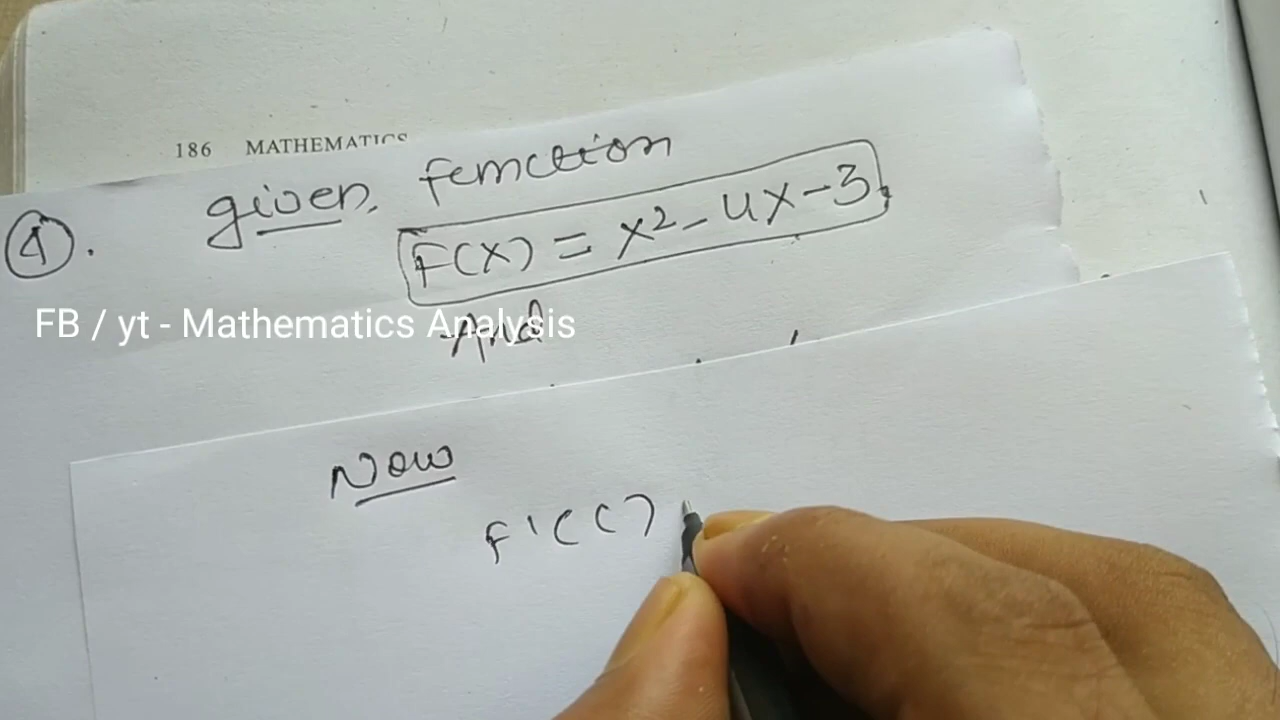 186 MATHEMATICS
④. given, function
F(x) = x² - 4x - 3,
FB / yt - Mathematics Analysis
And
Now
F'(c)